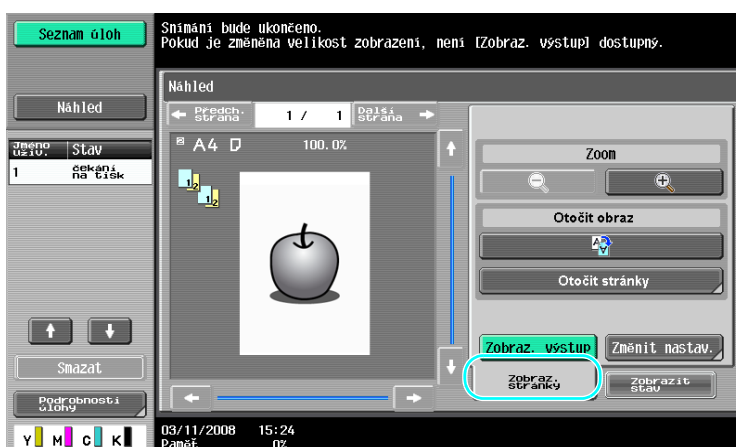 Seznam úloh
Snímání bude ukončeno.
Pokud je změněna velikost zobrazení, není [Zobraz. výstup] dostupný.
Náhled
Náhled
Předch. strana
1 / 1
Další strana
Jméno uživ.
Stav
1
čekání na tisk
A4
100.0%
Zoom
Otočit obraz
Otočit stránky
Zobraz. výstup
Změnit nastav.
Smazat
Zobraz. stránky
Zobrazit stav
Podrobnosti úlohy
Y M C K
03/11/2008 15:24
Paměť 0%